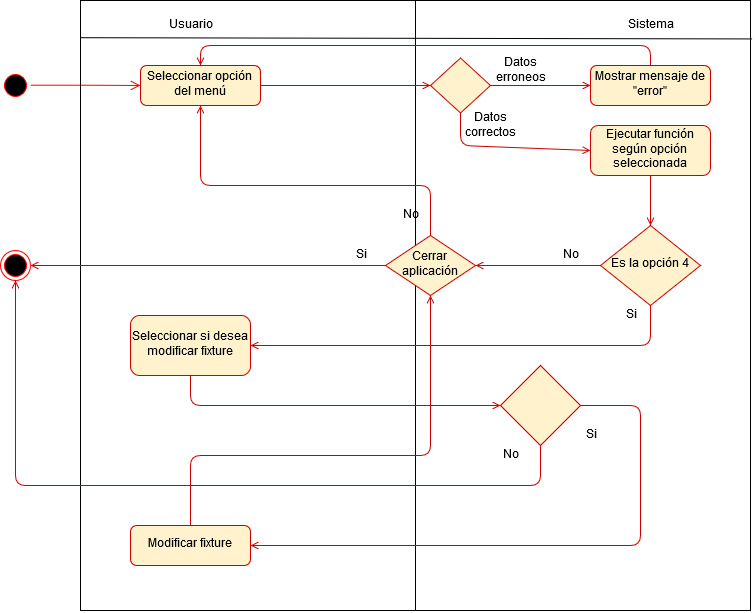 Usuario
Sistema
Seleccionar opción
del menú
Datos
erroneos
Mostrar mensaje de
"error"
Datos
correctos
Ejecutar función
según opción
seleccionada
No
Si
Cerrar
aplicación
No
Es la opción 4
Si
Seleccionar si desea
modificar fixture
No
Si
Modificar fixture